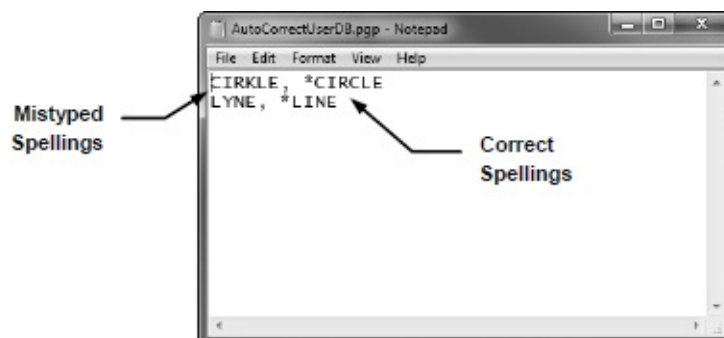 AutoCorrectUserDB.pgp - Notepad
File Edit Format View Help
CIRKLE, *CIRCLE
LYNE, *LINE
Mistyped
Spellings
Correct
Spellings